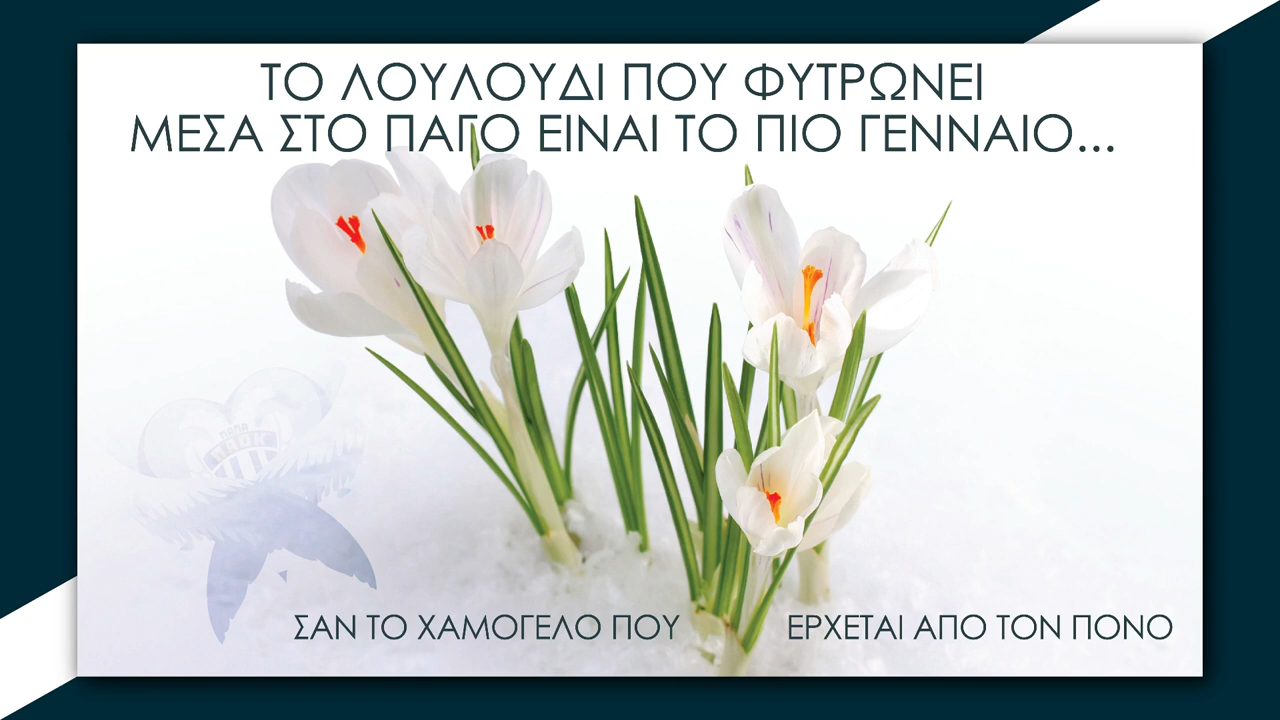 ΤΟ ΛΟΥΛΟΥΔΙ ΠΟΥ ΦΥΤΡΩΝΕΙ
ΜΕΣΑ ΣΤΟ ΠΑΓΟ ΕΙΝΑΙ ΤΟ ΠΙΟ ΓΕΝΝΑΙΟ...
ΣΑΝ ΤΟ ΧΑΜΟΓΕΛΟ ΠΟΥ ΕΡΧΕΤΑΙ ΑΠΟ ΤΟΝ ΠΟΝΟ